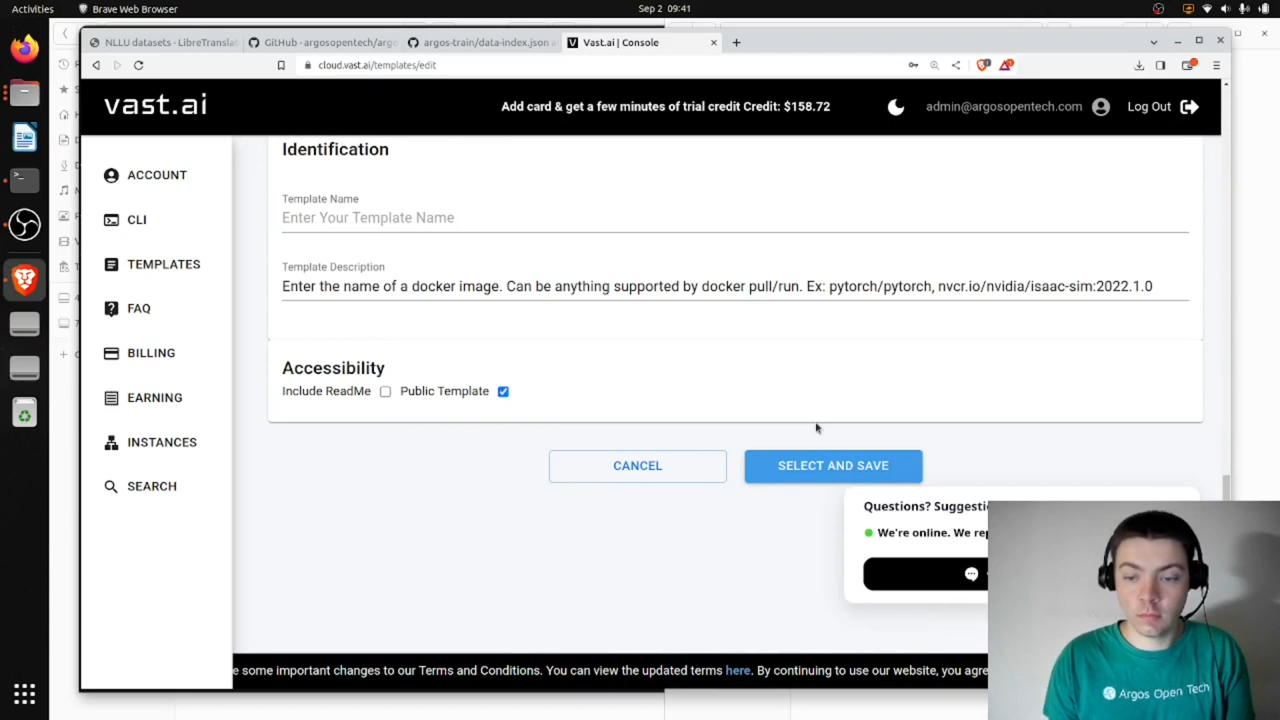 Activities
Brave Web Browser
Sep 2 09:41
NLLU datasets - LibreTransla
GitHub - argosopentech/argo
argos-train/data-index.json a
Vast.ai | Console
cloud.vast.ai/templates/edit
vast.ai
Add card & get a few minutes of trial credit Credit: $158.72
admin@argosopentech.com
Log Out
ACCOUNT
CLI
TEMPLATES
FAQ
BILLING
EARNING
INSTANCES
SEARCH
Identification
Template Name
Enter Your Template Name
Template Description
Enter the name of a docker image. Can be anything supported by docker pull/run. Ex: pytorch/pytorch, nvcr.io/nvidia/isaac-sim:2022.1.0
Accessibility
Include ReadMe
Public Template
CANCEL
SELECT AND SAVE
Questions? Suggesti
We're online. We rep
e some important changes to our Terms and Conditions. You can view the updated terms here. By continuing to use our website, you agre
Argos Open Tech